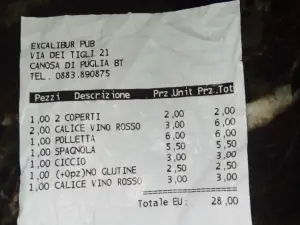 EXCALIBUR PUB
VIA DEI TIGLI 21
CANOSA DI PUGLIA BT
TEL. 0883.890875
Pezzi Descrizione Prz.Unit Prz.Tot
1,00 2 COPERTI 2,00 2,00
2,00 CALICE VINO ROSSO 3,00 6,00
1,00 POLLETTA 6,00 6,00
1,00 SPAGNOLA 5,50 5,50
1,00 CICCIO 3,00 3,00
1,00 (+0pz)NO GLUTINE 2,50 2,50
1,00 CALICE VINO ROSSO 3,00 3,00
================
Totale EU: 28,00